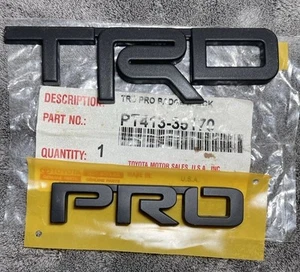 TRD
DESCRIPTION
PART NO.: PT413-35170
QUANTITY: 1
TOYOTA MOTOR SALES, U.S.A., INC.
PRO